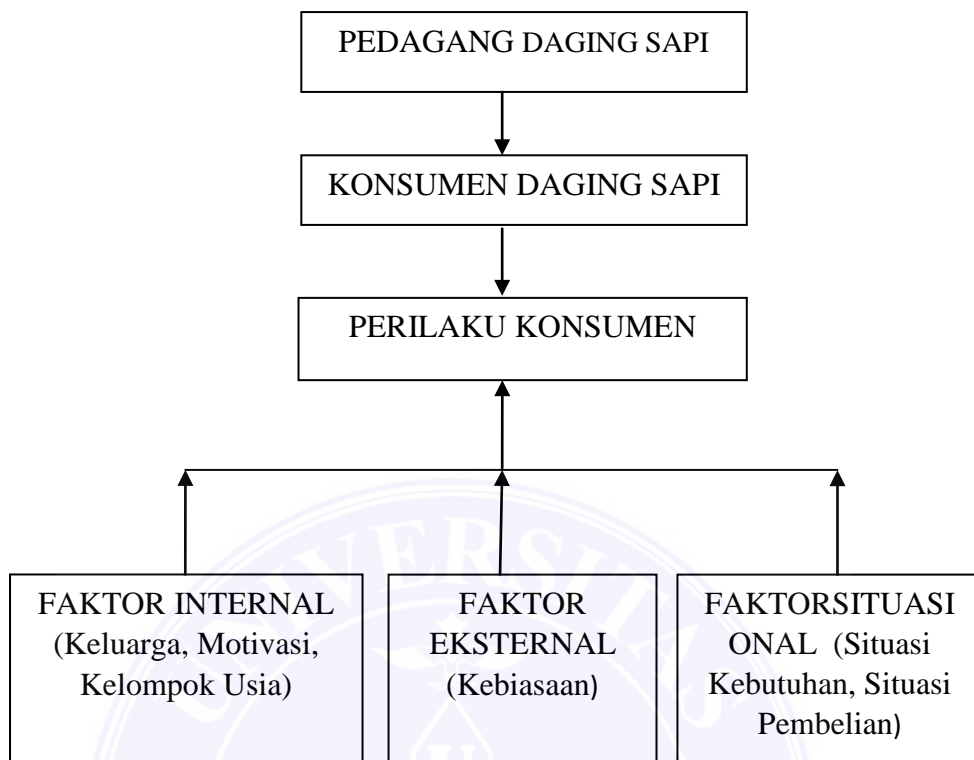 PEDAGANG DAGING SAPI
KONSUMEN DAGING SAPI
PERILAKU KONSUMEN
FAKTOR INTERNAL
(Keluarga, Motivasi,
Kelompok Usia)
FAKTOR
EKSTERNAL
(Kebiasaan)
FAKTORSITUASI
ONAL (Situasi
Kebutuhan, Situasi
Pembelian)
UNIVERSITAS